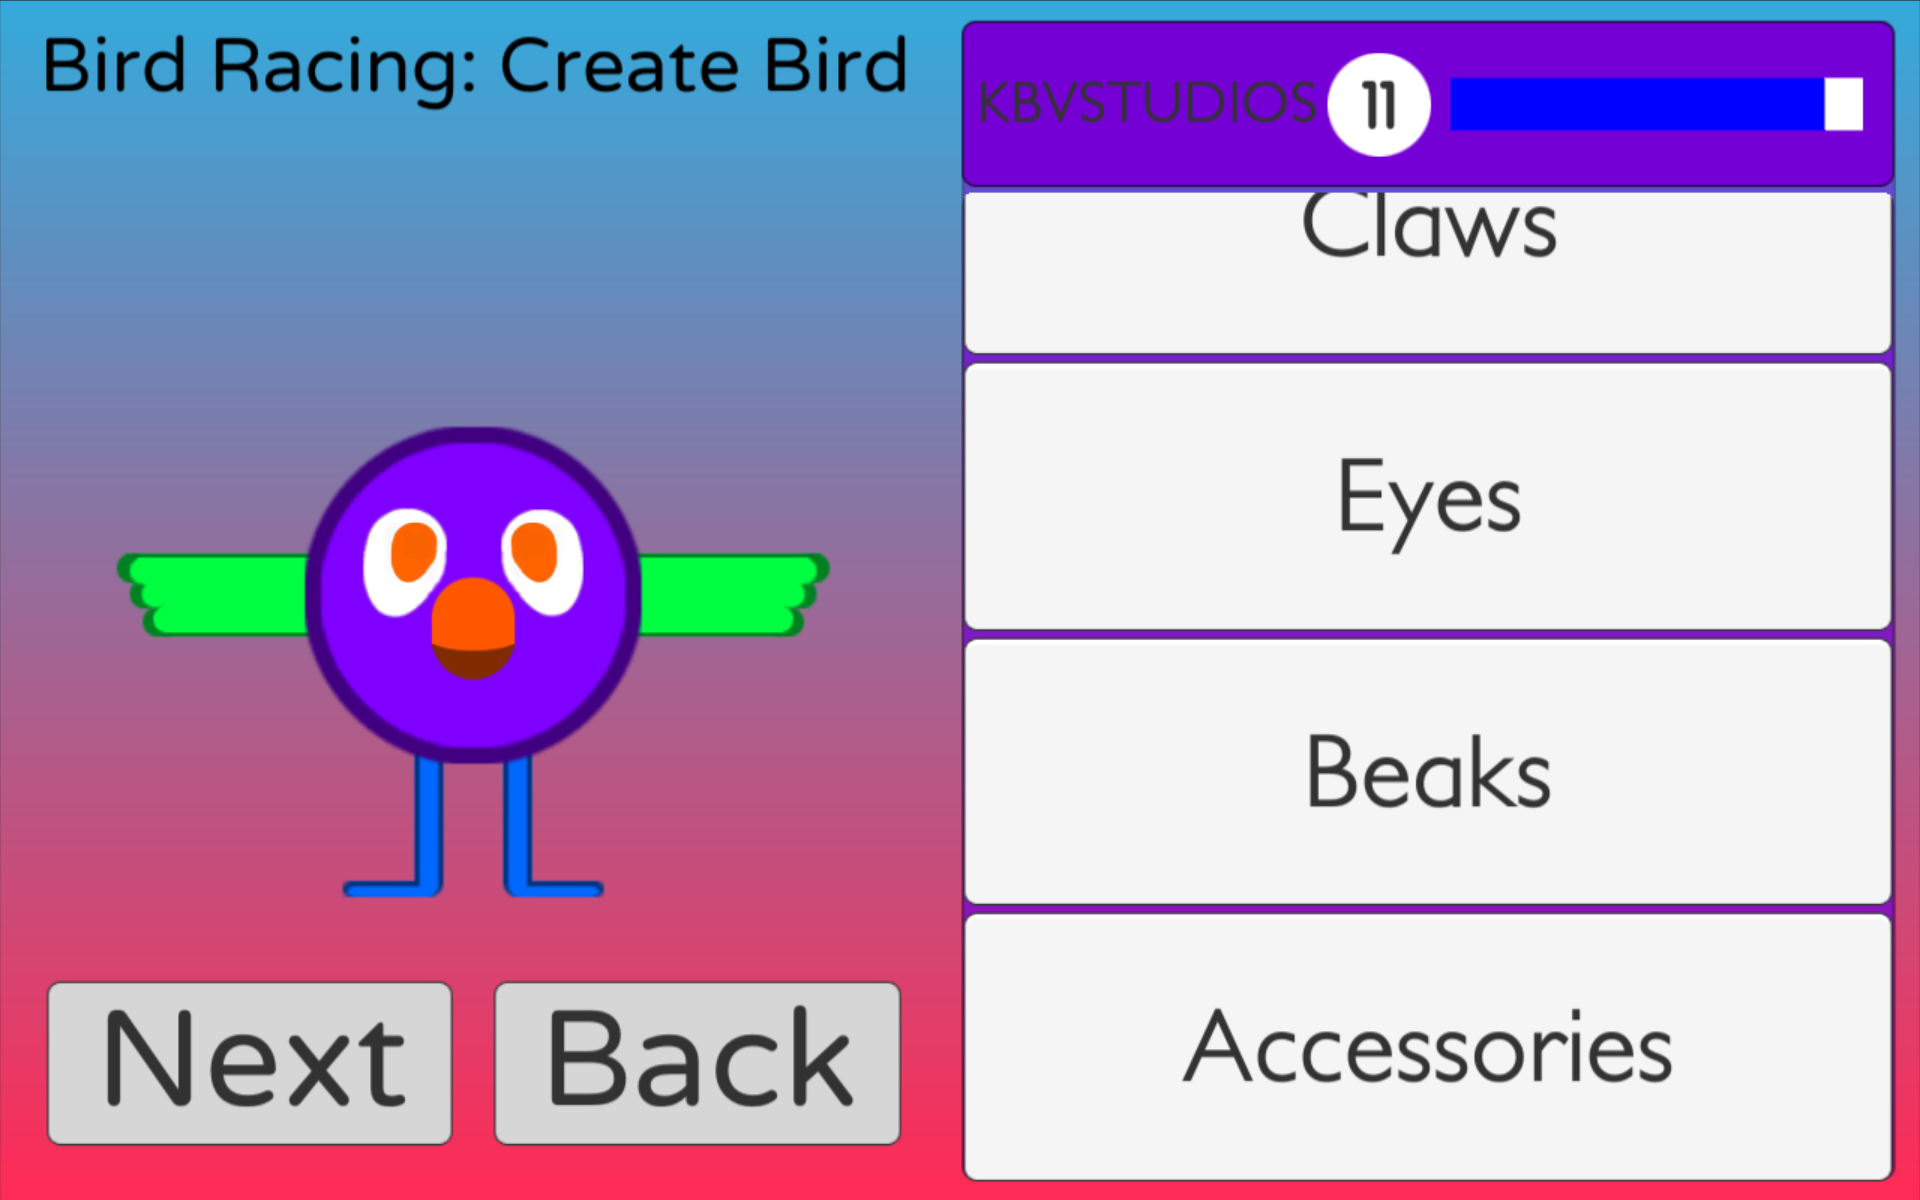 Bird Racing: Create Bird
KBVSTUDIOS 11
Claws
Eyes
Beaks
Accessories
Next
Back